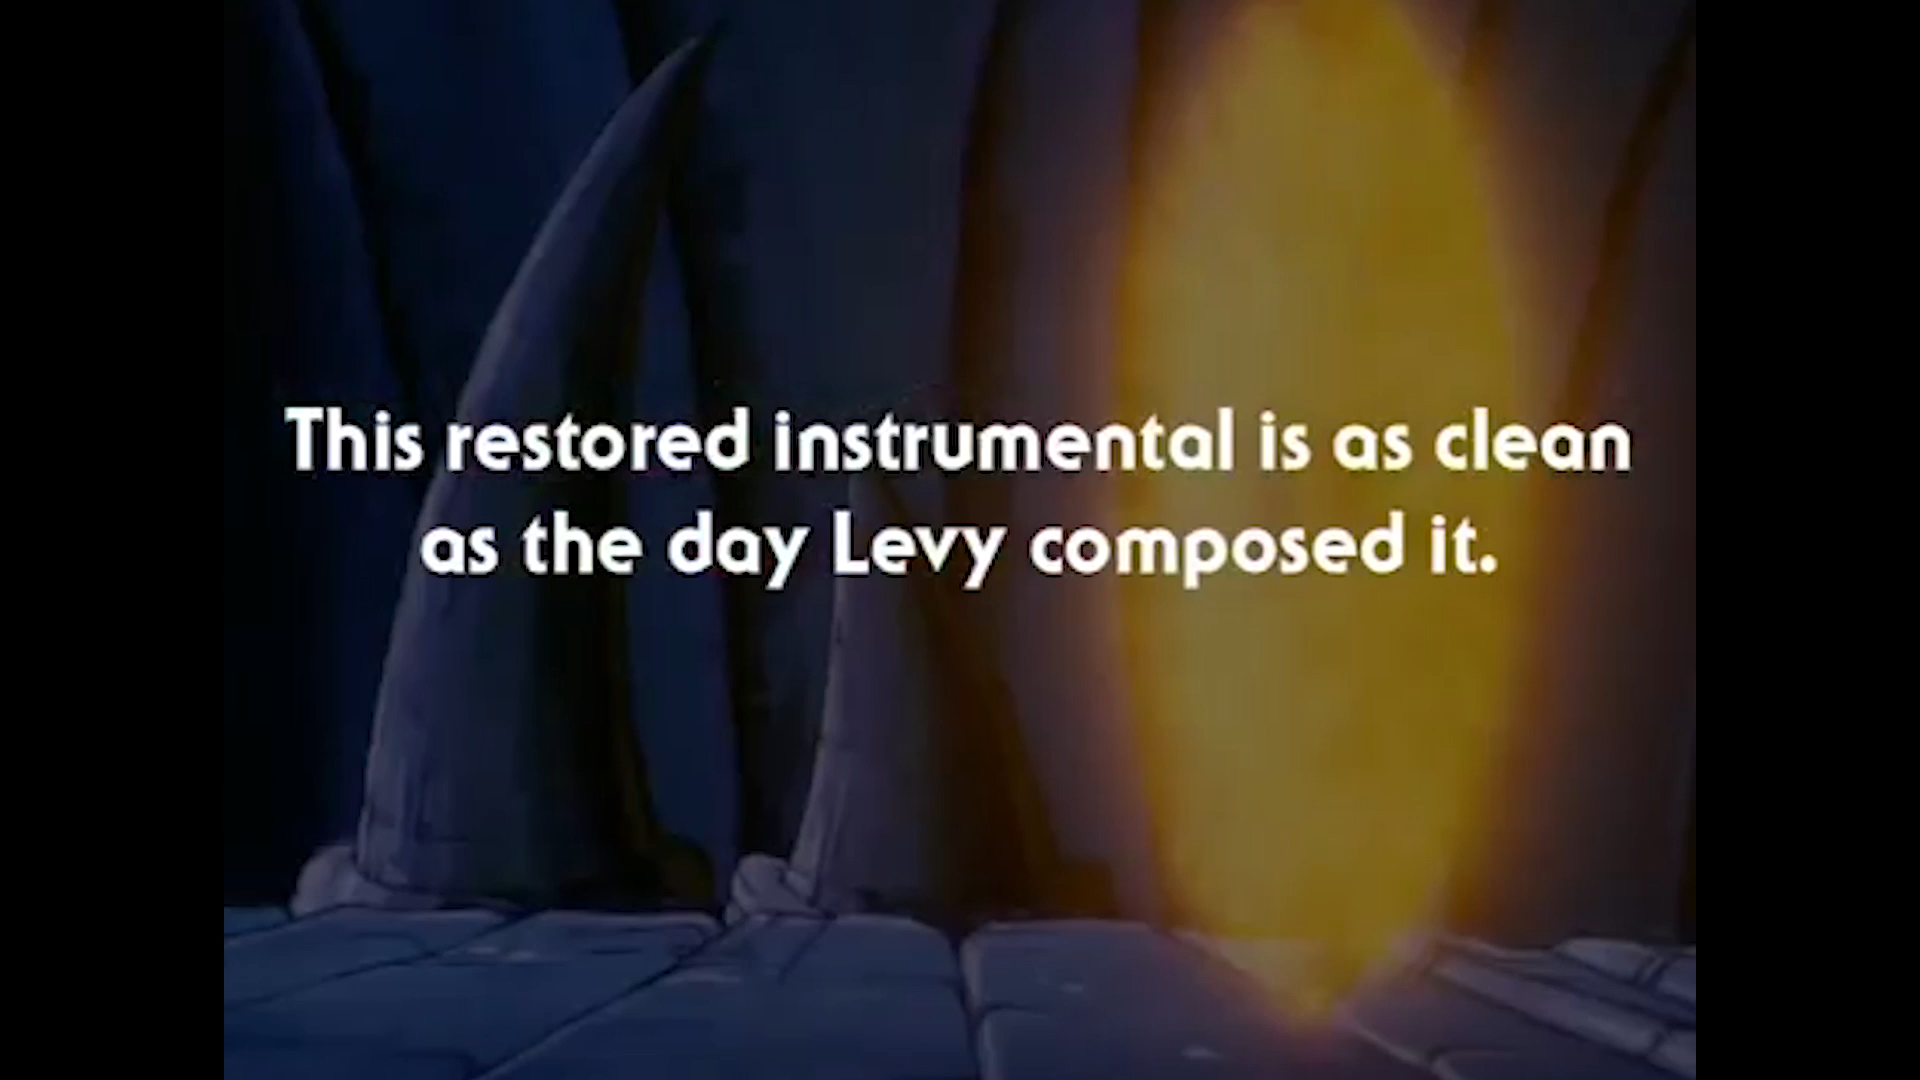 This restored instrumental is as clean
as the day Levy composed it.